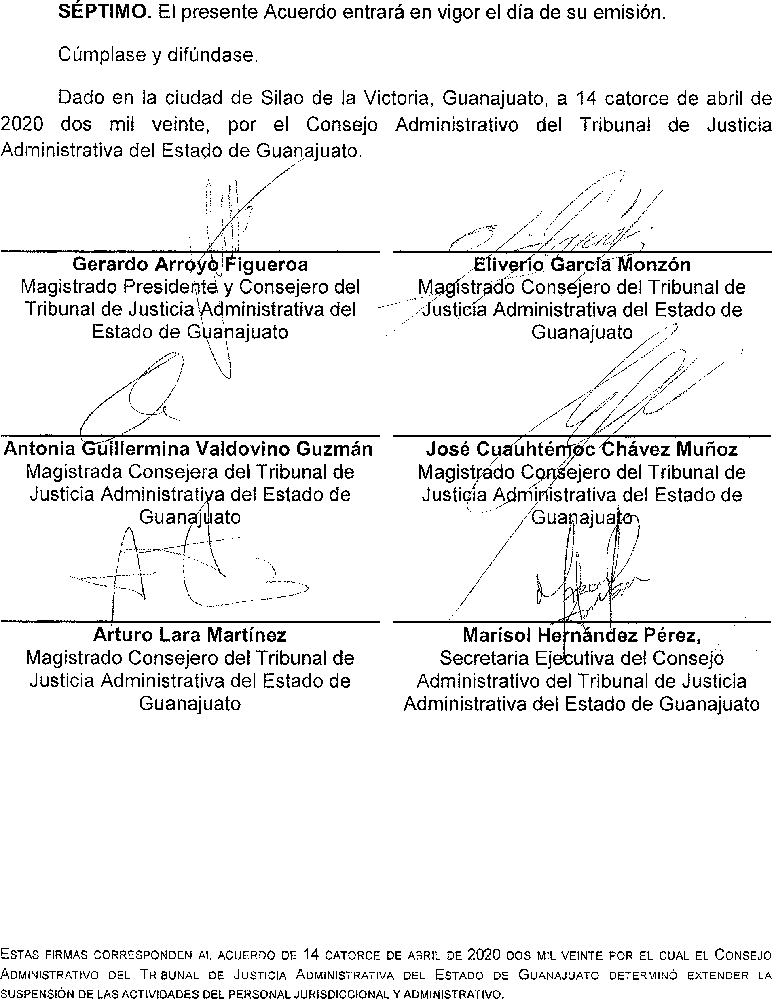 SÉPTIMO. El presente Acuerdo entrará en vigor el día de su emisión.
Cúmplase y difúndase.
Dado en la ciudad de Silao de la Victoria, Guanajuato, a 14 catorce de abril de
2020 dos mil veinte, por el Consejo Administrativo del Tribunal de Justicia
Administrativa del Estado de Guanajuato.
Gerardo Arroyo Figueroa
Magistrado Presidente y Consejero del
Tribunal de Justicia Administrativa del
Estado de Guanajuato
Eliverio García Monzón
Magistrado Consejero del Tribunal de
Justicia Administrativa del Estado de
Guanajuato
Antonia Guillermina Valdovino Guzmán
Magistrada Consejera del Tribunal de
Justicia Administrativa del Estado de
Guanajuato
José Cuauhtémoc Chávez Muñoz
Magistrado Consejero del Tribunal de
Justicia Administrativa del Estado de
Guanajuato
Arturo Lara Martínez
Magistrado Consejero del Tribunal de
Justicia Administrativa del Estado de
Guanajuato
Marisol Hernández Pérez,
Secretaria Ejecutiva del Consejo
Administrativo del Tribunal de Justicia
Administrativa del Estado de Guanajuato
ESTAS FIRMAS CORRESPONDEN AL ACUERDO DE 14 CATORCE DE ABRIL DE 2020 DOS MIL VEINTE POR EL CUAL EL CONSEJO
ADMINISTRATIVO DEL TRIBUNAL DE JUSTICIA ADMINISTRATIVA DEL ESTADO DE GUANAJUATO DETERMINÓ EXTENDER LA
SUSPENSIÓN DE LAS ACTIVIDADES DEL PERSONAL JURISDICCIONAL Y ADMINISTRATIVO.